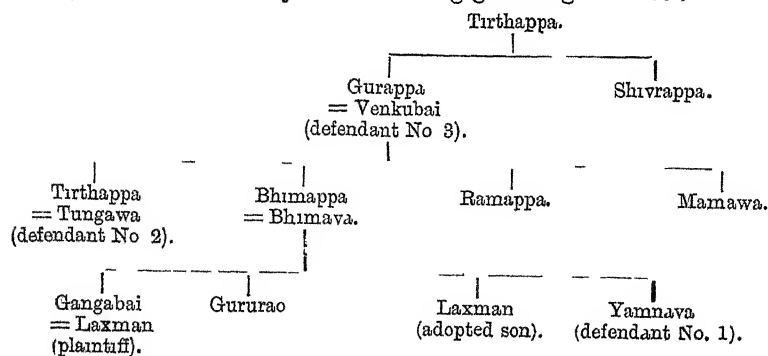 Tirthappa.
Gurappa
= Venkubai
(defendant No 3).
Shivrappa.
Tirthappa
= Tungawa
(defendant No 2).
Bhimappa
= Bhimava.
Ramappa.
Mamawa.
Gangabai
= Laxman
(plaintiff).
Gururao
Laxman
(adopted son).
Yamnava
(defendant No. 1).